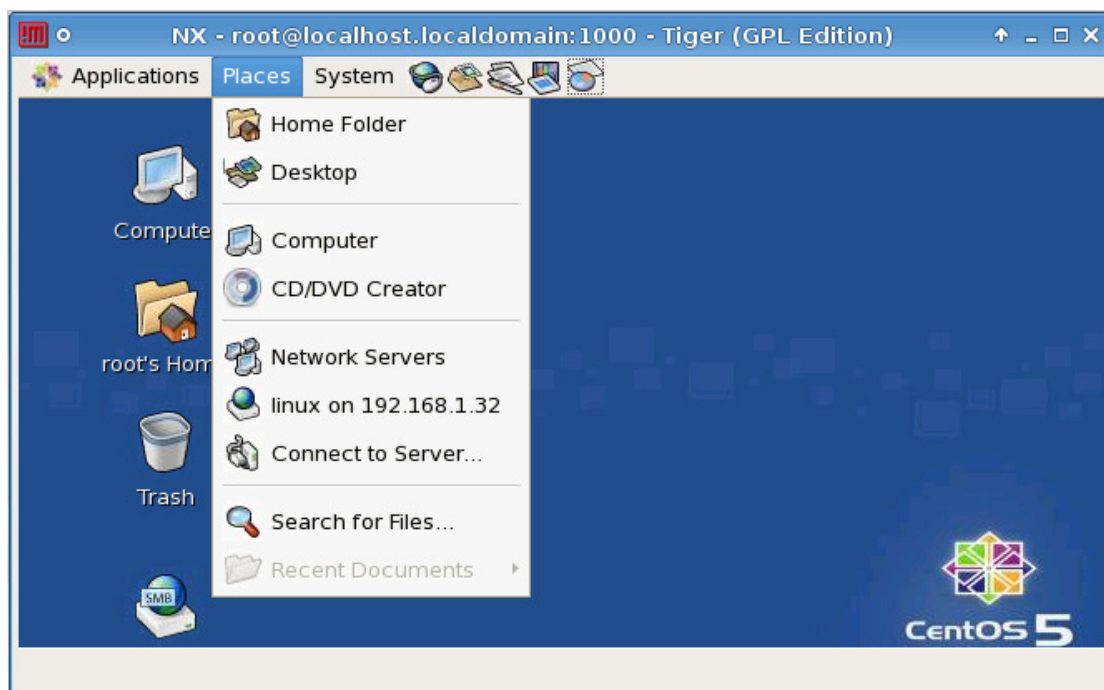 NX - root@localhost.localdomain:1000 - Tiger (GPL Edition)
Applications Places System
Home Folder
Desktop
Computer
CD/DVD Creator
Network Servers
linux on 192.168.1.32
Connect to Server...
Search for Files...
Recent Documents
Compute
root's Hom
Trash
SMB
CentOS 5